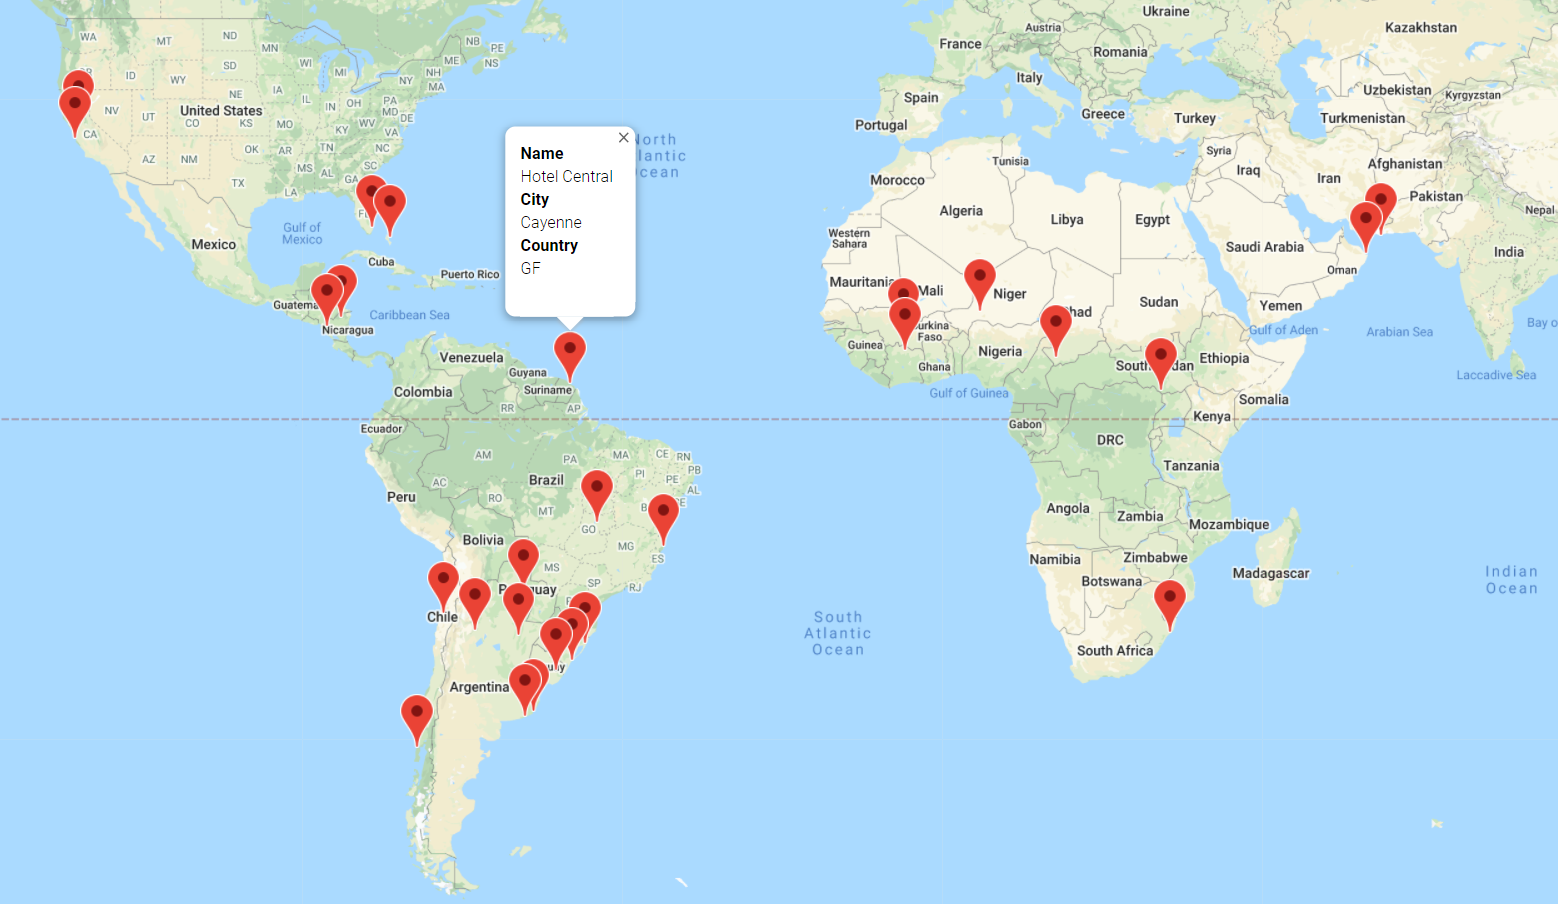 Name
Hotel Central
City
Cayenne
Country
GF
North
Atlantic
Ocean
WA
MT
ND
MN
NB
PE
NS
ME
ID
WY
SD
WI
MI
NH
MA
NY
NV
UT
NE
IA
IL
IN
OH
PA
MD
DE
United States
CO
KS
MO
KY
WV
VA
CA
AZ
NM
OK
AR
TN
NC
MS
AL
SC
GA
TX
LA
Gulf of
Mexico
Mexico
Cuba
Puerto Rico
Caribbean Sea
Nicaragua
Venezuela
Guyana
Suriname
Colombia
RR
AP
Ecuador
AM
PA
MA
CE
RN
PB
PI
PE
AL
Peru
AC
RO
Brazil
MT
GO
Bolivia
MG
ES
MS
SP
RJ
Chile
Argentina
South
Atlantic
Ocean
Ukraine
Kazakhstan
Austria
France
Romania
Italy
Spain
Portugal
Greece
Turkey
Uzbekistan
Kyrgyzstan
Turkmenistan
Tunisia
Syria
Iraq
Iran
Afghanistan
Pakistan
Nepal
India
Morocco
Algeria
Libya
Egypt
Western
Sahara
Saudi Arabia
Oman
Yemen
Mauritania
Mali
Niger
Sudan
Burkina
Faso
Guinea
Ghana
Nigeria
Ethiopia
Gulf of Aden
Arabian Sea
Laccadive Sea
Gulf of Guinea
Somalia
Kenya
Gabon
DRC
Tanzania
Angola
Zambia
Mozambique
Zimbabwe
Namibia
Botswana
Madagascar
South Africa
Indian
Ocean